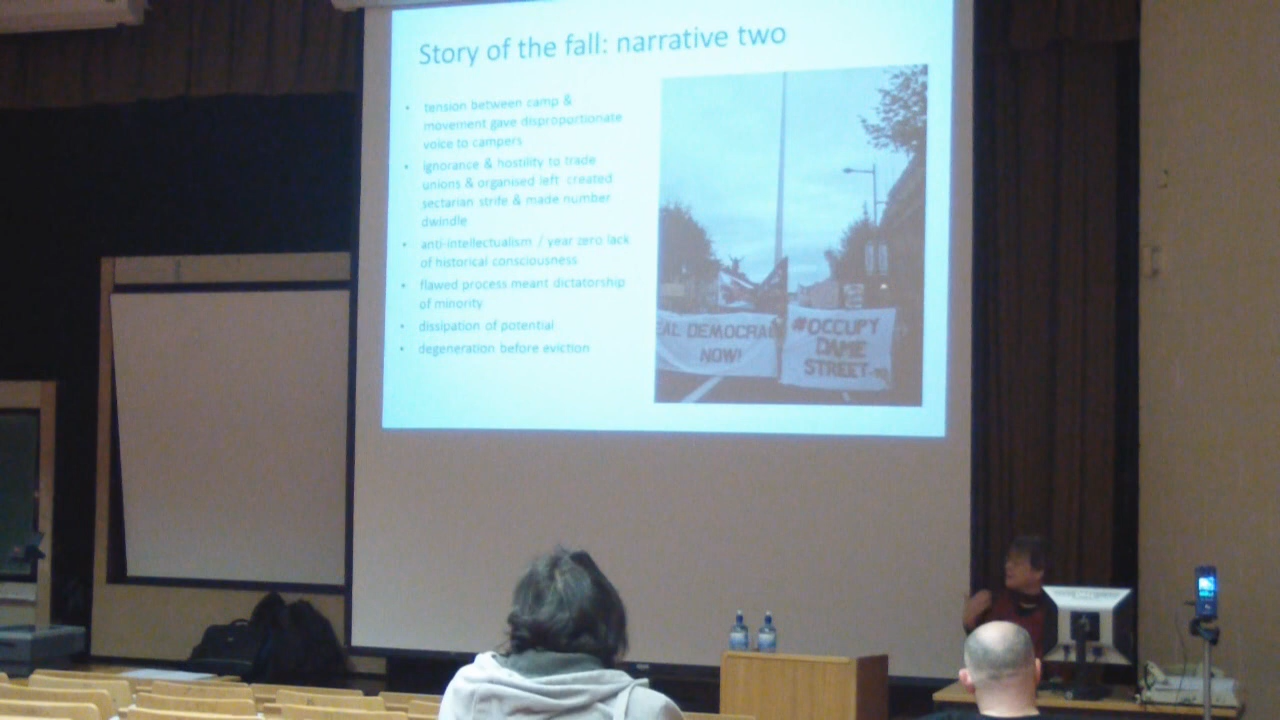 Story of the fall: narrative two
• tension between camp &
movement gave disproportionate
voice to campers
• ignorance & hostility to trade
unions & organised left created
sectarian strife & made number
dwindle
• anti-intellectualism / year zero lack
of historical consciousness
• flawed process meant dictatorship
of minority
• dissipation of potential
• degeneration before eviction
EAL DEMOCRA
NOW!
#OCCUPY
DAME
STREET